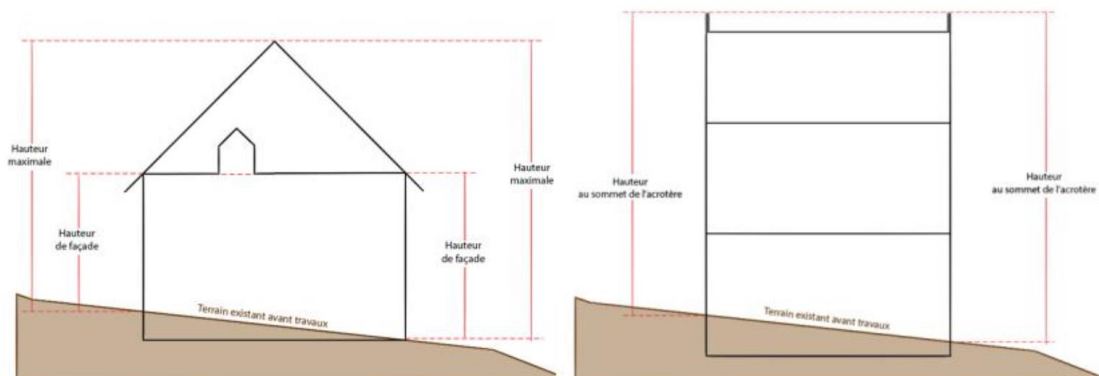 Hauteur
maximale
Hauteur
de façade
Terrain existant avant travaux
Hauteur
de façade
Hauteur
maximale
Hauteur
au sommet de l'acrotère
Terrain existant avant travaux
Hauteur
au sommet de l'acrotère